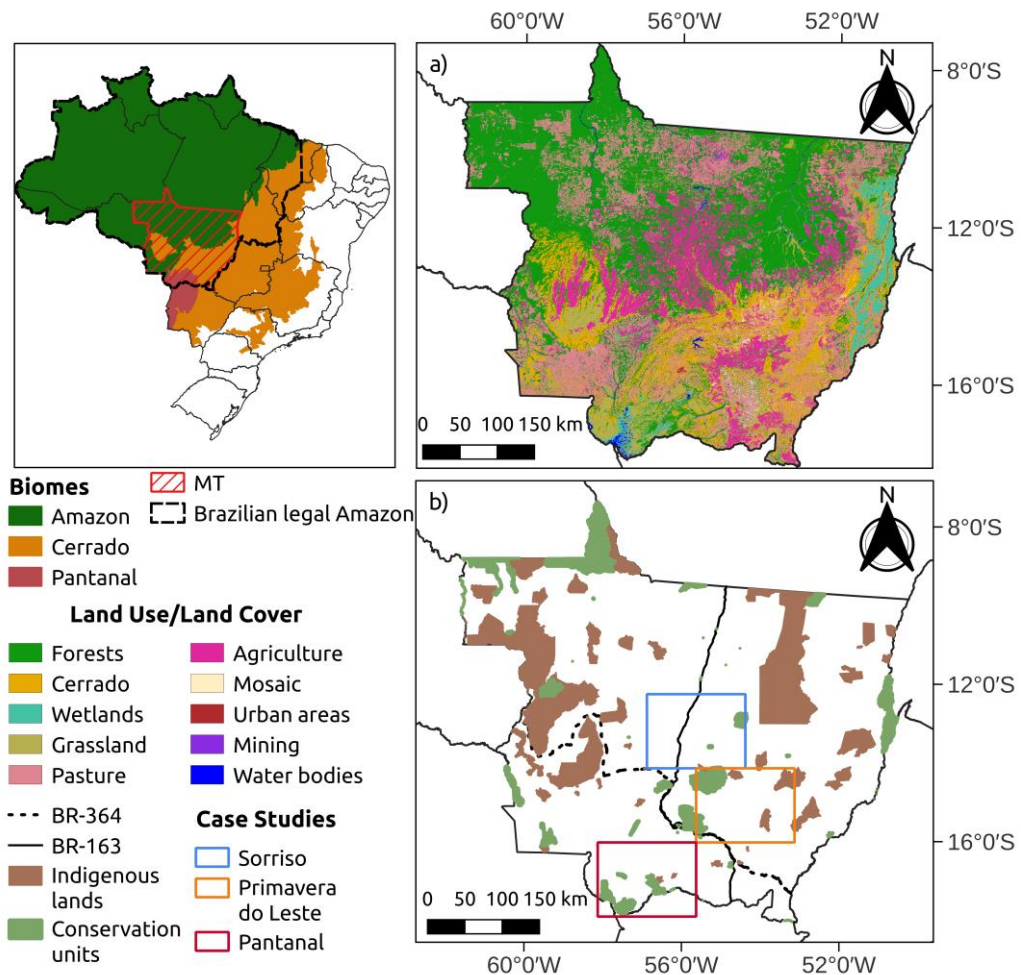 60°0'W 56°0'W 52°0'W
a)
N
8°0'S
12°0'S
16°0'S
0 50 100 150 km
Biomes
Amazon
Cerrado
Pantanal
MT
Brazilian legal Amazon
Land Use/Land Cover
Forests
Cerrado
Wetlands
Grassland
Pasture
Agriculture
Mosaic
Urban areas
Mining
Water bodies
BR-364
BR-163
Indigenous
lands
Conservation
units
Case Studies
Sorriso
Primavera
do Leste
Pantanal
b)
N
8°0'S
12°0'S
16°0'S
0 50 100 150 km
60°0'W 56°0'W 52°0'W